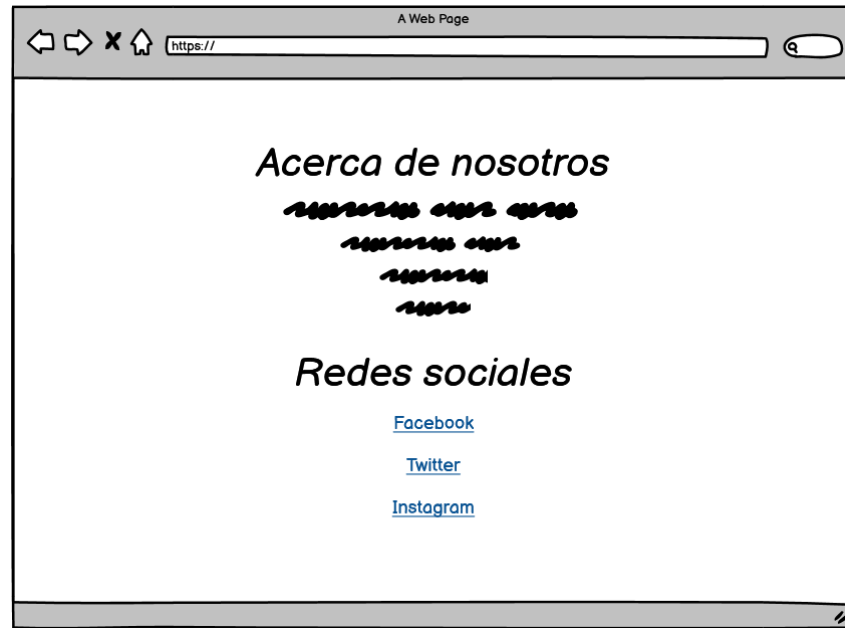 A Web Page
https://
Acerca de nosotros
Redes sociales
Facebook
Twitter
Instagram